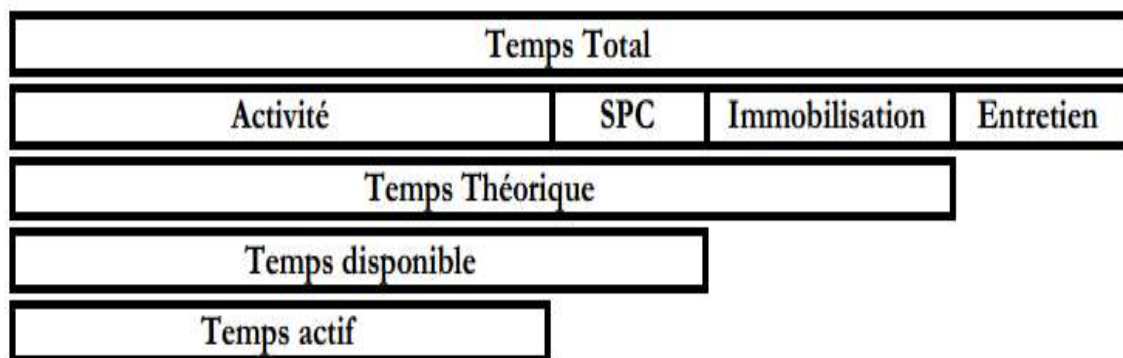 Temps Total
Activité SPC Immobilisation Entretien
Temps Théorique
Temps disponible
Temps actif